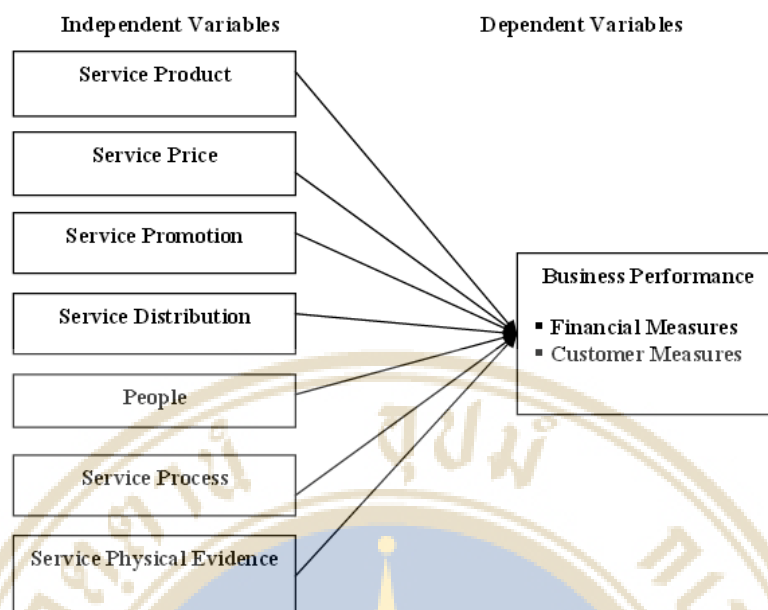 Independent Variables
Dependent Variables
Service Product
Service Price
Service Promotion
Service Distribution
People
Service Process
Service Physical Evidence
Business Performance
▪ Financial Measures
▪ Customer Measures